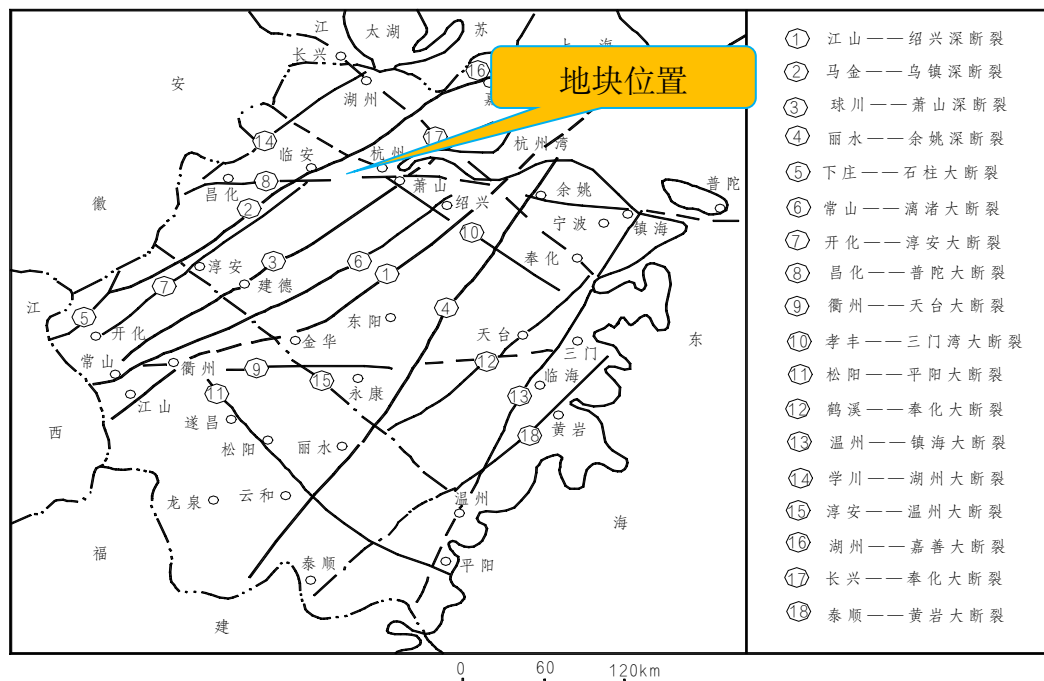 江
苏
太湖
上海
长兴
16
地块位置
安
湖州
嘉
14
17
杭州湾
临安
杭州
昌化
8
萧山
余姚
普陀
徽
2
绍兴
宁波
镇海
10
奉化
淳安
3
6
1
7
建德
江
4
5
开化
东阳
天台
东
常山
金华
三门
衢州
9
12
15
临海
江山
11
永康
13
西
遂昌
黄岩
18
松阳
丽水
龙泉
云和
温州
海
福
泰顺
平阳
建
0 60 120km
1 江山——绍兴深断裂
2 马金——乌镇深断裂
3 球川——萧山深断裂
4 丽水——余姚深断裂
5 下庄——石柱大断裂
6 常山——漓渚大断裂
7 开化——淳安大断裂
8 昌化——普陀大断裂
9 衢州——天台大断裂
10 孝丰——三门湾大断裂
11 松阳——平阳大断裂
12 鹤溪——奉化大断裂
13 温州——镇海大断裂
14 学川——湖州大断裂
15 淳安——温州大断裂
16 湖州——嘉善大断裂
17 长兴——奉化大断裂
18 泰顺——黄岩大断裂